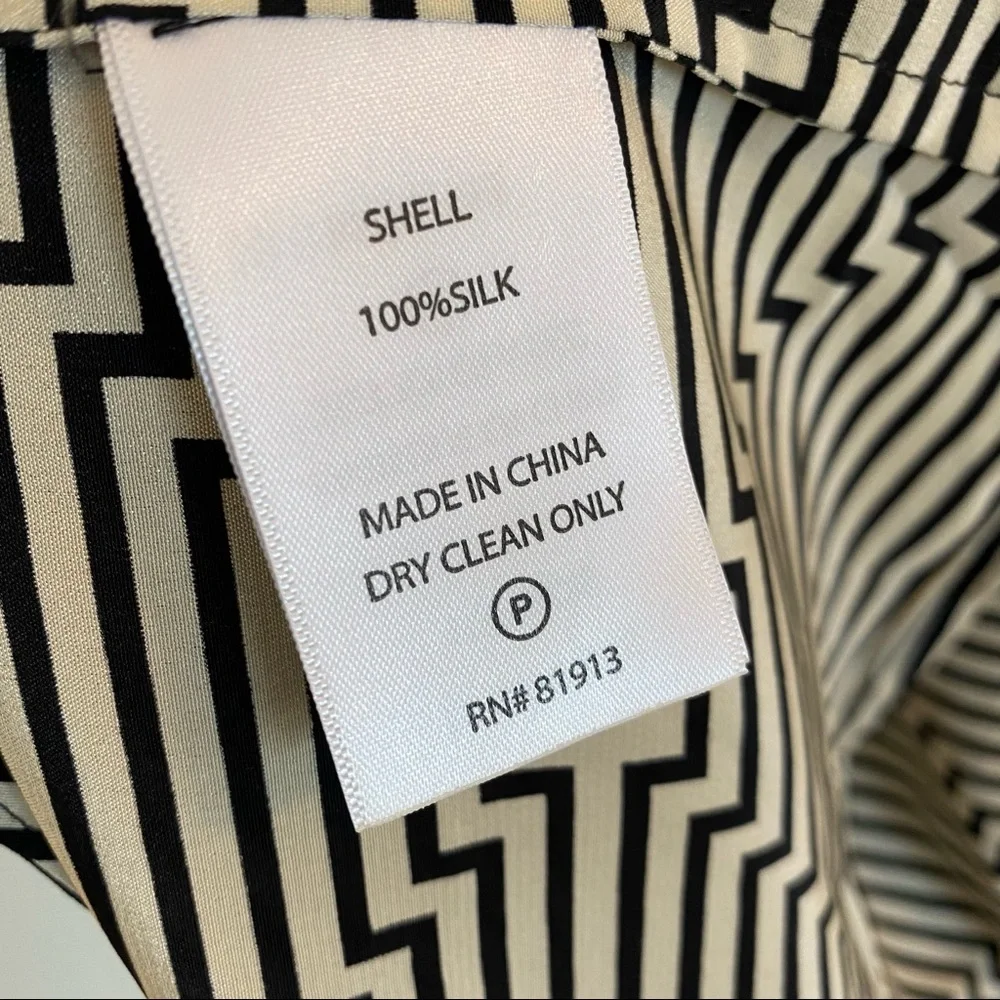 SHELL
100%SILK
MADE IN CHINA
DRY CLEAN ONLY
P
RN# 81913